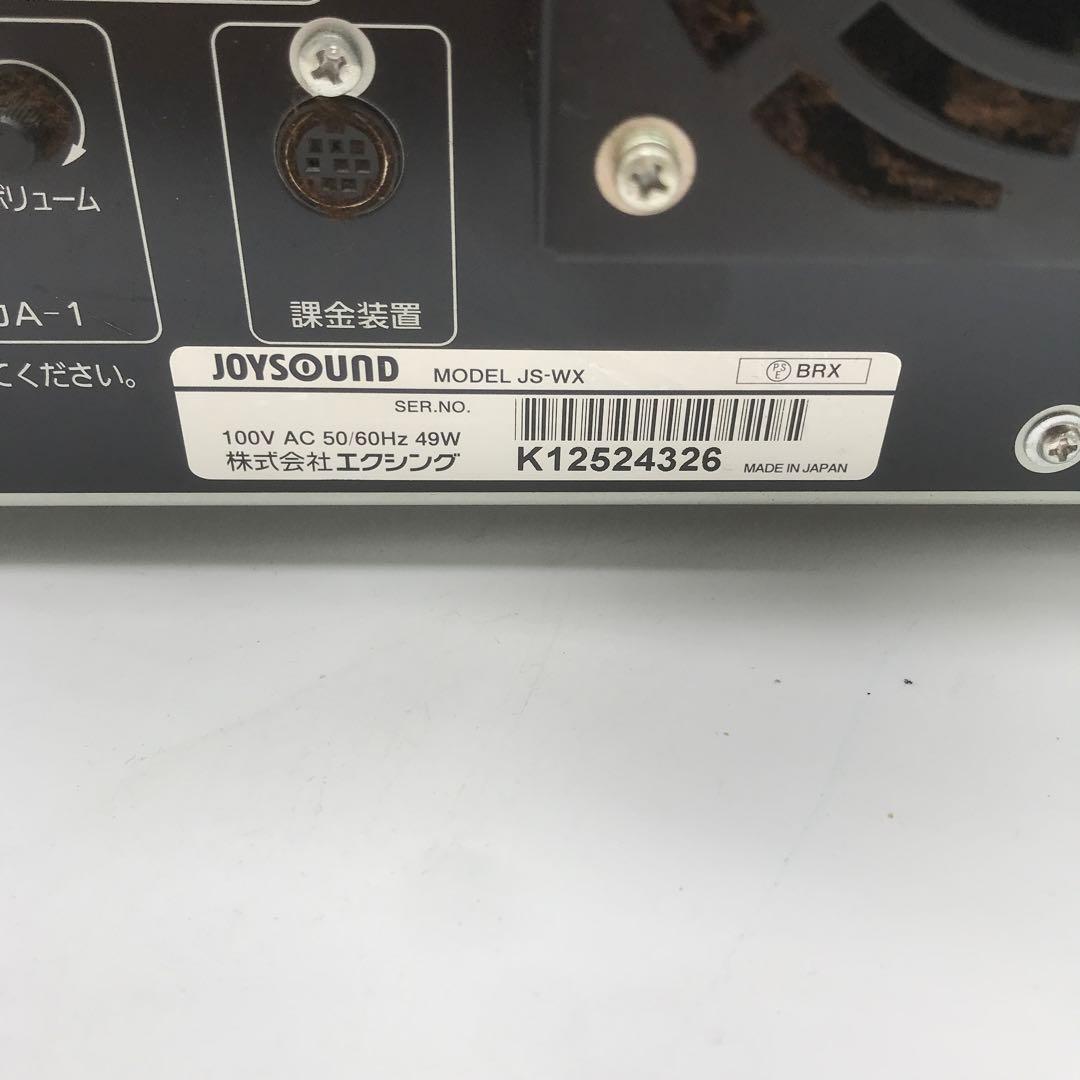 ボリューム
A-1
課金装置
てください。
JOYSOUND MODEL JS-WX PSE BRX
SER.NO.
100V AC 50/60Hz 49W
株式会社エクシング K12524326 MADE IN JAPAN